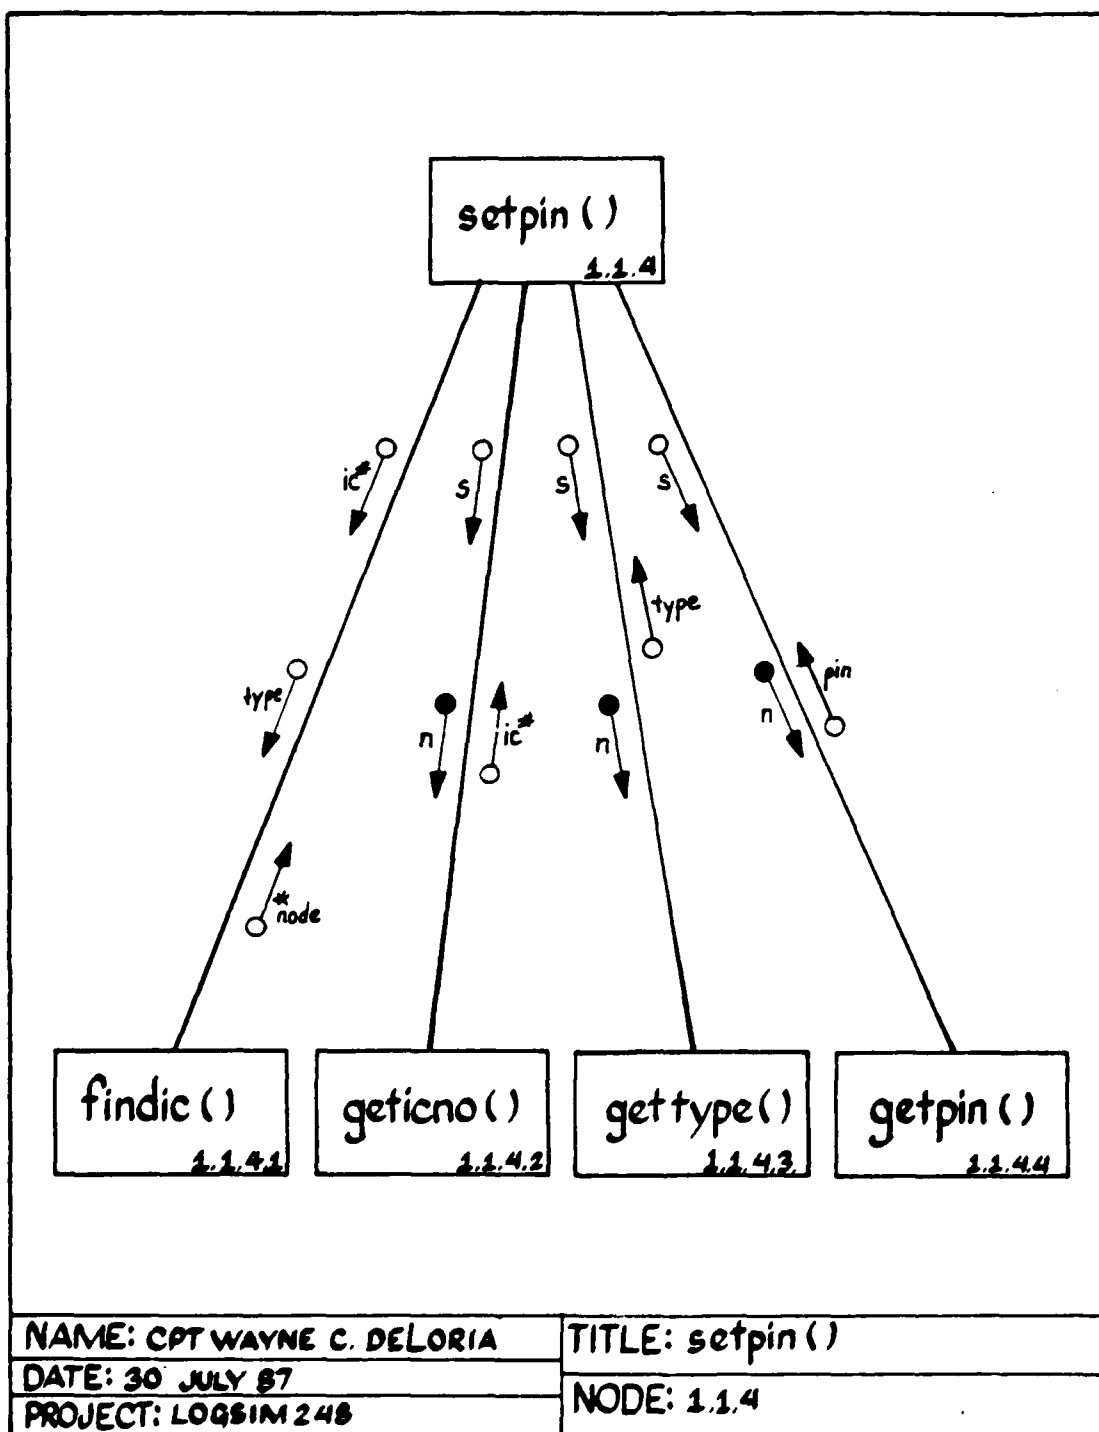 setpin ( )
1.1.4
ic#
s
s
s
type
type
pin
n
ic#
n
n
*node
findic ( )
1.1.4.1
geticno ( )
1.1.4.2
gettype ( )
1.1.4.3.
getpin ( )
1.1.4.4
NAME: CPT WAYNE C. DELORIA
TITLE: setpin ( )
DATE: 30 JULY 87
NODE: 1.1.4
PROJECT: LOGSIM 248